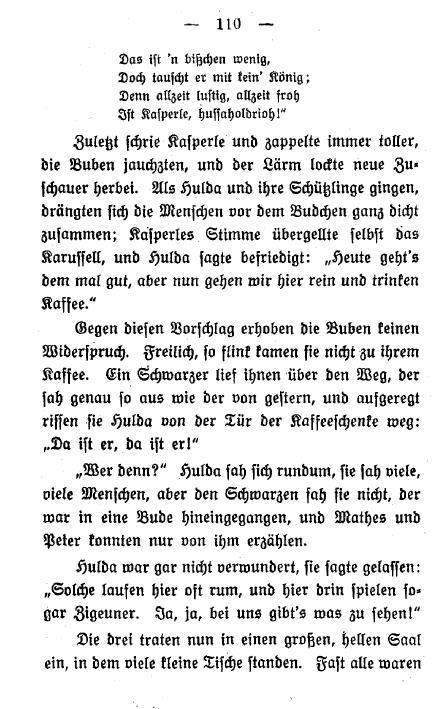 — 110 —
Das ist 'n bißchen wenig,
Doch tauscht er mit kein' König;
Denn allzeit lustig, allzeit froh
Ist Kasperle, hussaholdrioh!“
Zuletzt schrie Kasperle und zappelte immer toller,
die Buben jauchzten, und der Lärm lockte neue Zu-
schauer herbei. Als Hulda und ihre Schützlinge gingen,
drängten sich die Menschen vor dem Budchen ganz dicht
zusammen; Kasperles Stimme übergellte selbst das
Karussell, und Hulda sagte befriedigt: „Heute geht's
dem mal gut, aber nun gehen wir hier rein und trinken
Kaffee.“
Gegen diesen Vorschlag erhoben die Buben keinen
Widerspruch. Freilich, so flink kamen sie nicht zu ihrem
Kaffee. Ein Schwarzer lief ihnen über den Weg, der
sah genau so aus wie der von gestern, und aufgeregt
rissen sie Hulda von der Tür der Kaffeeschenke weg:
„Da ist er, da ist er!“
„Wer denn?“ Hulda sah sich rundum, sie sah viele,
viele Menschen, aber den Schwarzen sah sie nicht, der
war in eine Bude hineingegangen, und Mathes und
Peter konnten nur von ihm erzählen.
Hulda war gar nicht verwundert, sie sagte gelassen:
„Solche laufen hier oft rum, und hier drin spielen so-
gar Zigeuner. Ja, ja, bei uns gibt's was zu sehen!“
Die drei traten nun in einen großen, hellen Saal
ein, in dem viele kleine Tische standen. Fast alle waren